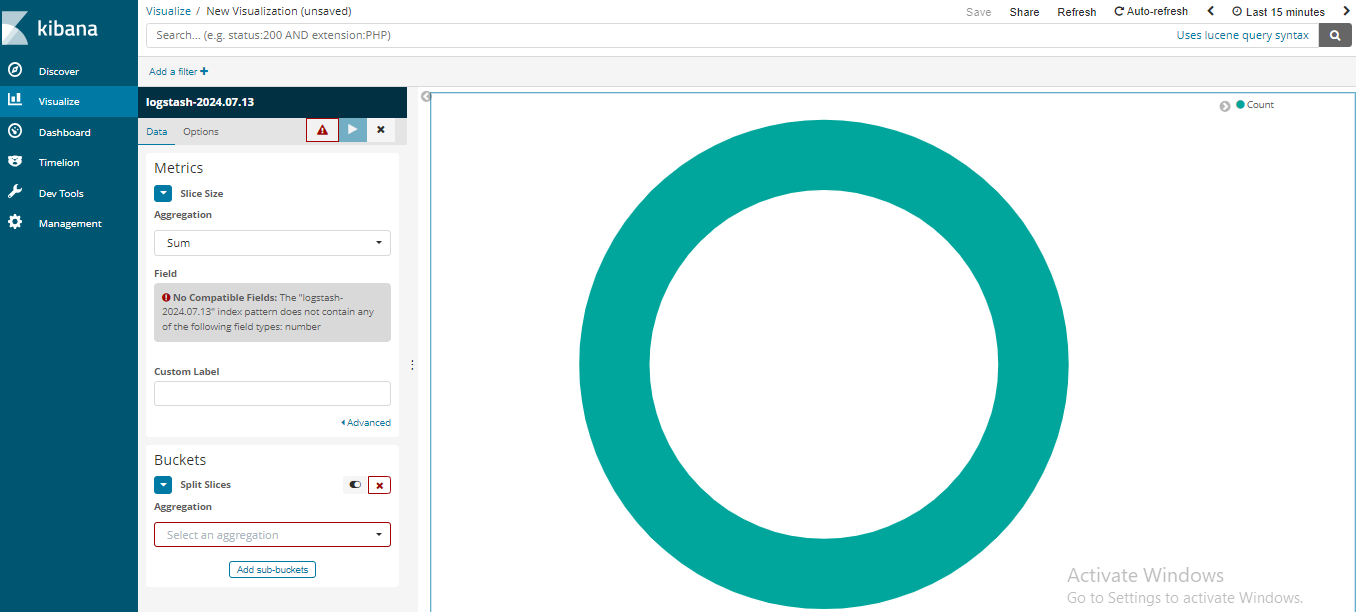 kibana
Discover
Visualize
Dashboard
Timelion
Dev Tools
Management
Visualize / New Visualization (unsaved)
Save Share Refresh Auto-refresh Last 15 minutes
Search... (e.g. status:200 AND extension:PHP) Uses lucene query syntax
Add a filter
logstash-2024.07.13
Data Options
Metrics
Slice Size
Aggregation
Sum
Field
No Compatible Fields: The "logstash-
2024.07.13" index pattern does not contain any
of the following field types: number
Custom Label
Advanced
Buckets
Split Slices
Aggregation
Select an aggregation
Add sub-buckets
Count
Activate Windows
Go to Settings to activate Windows.